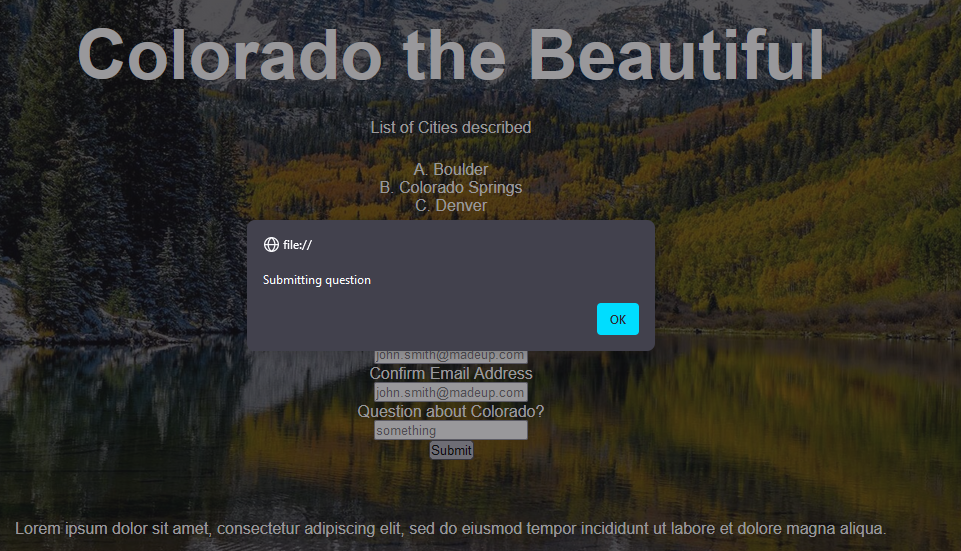 Colorado the Beautiful
List of Cities described
A. Boulder
B. Colorado Springs
C. Denver
file://
Submitting question
OK
john.smith@madeup.com
Confirm Email Address
john.smith@madeup.com
Question about Colorado?
something
Submit
Lorem ipsum dolor sit amet, consectetur adipiscing elit, sed do eiusmod tempor incididunt ut labore et dolore magna aliqua.